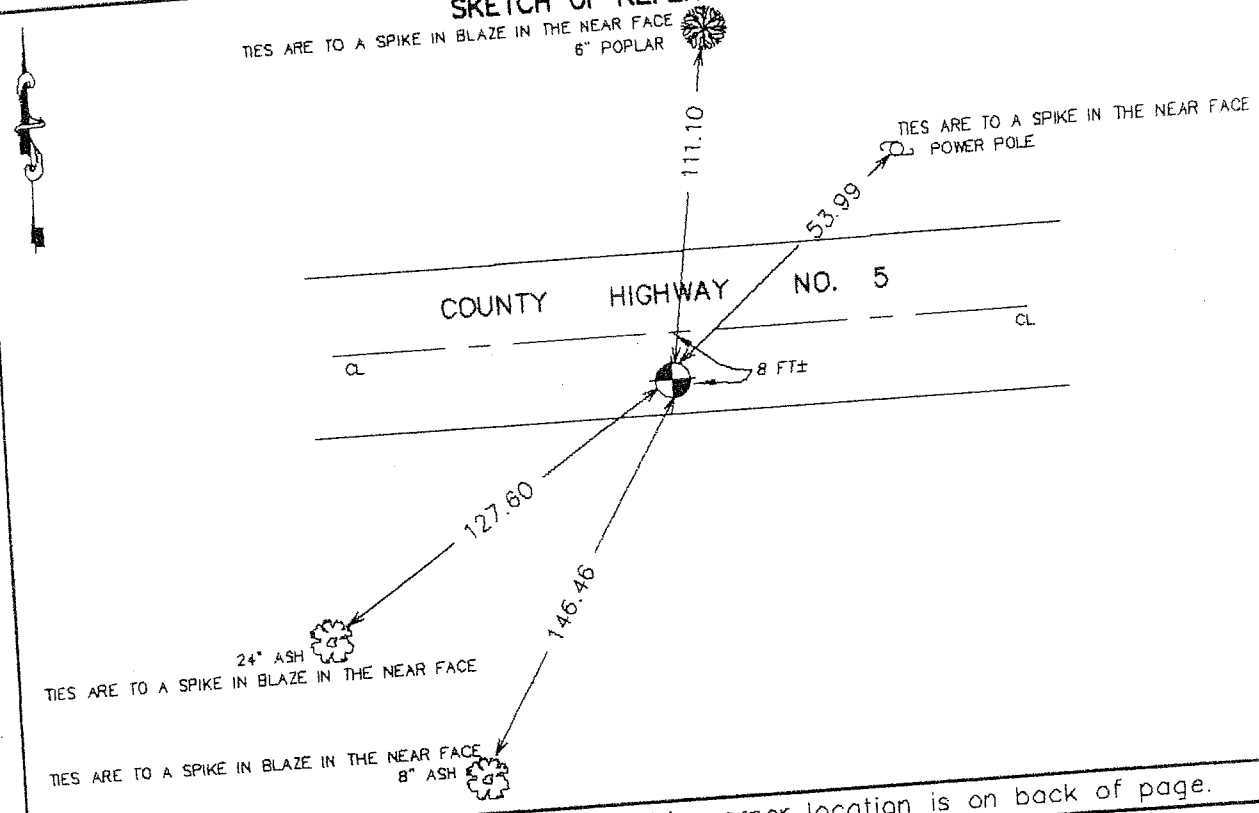 SKETCH OF
TIES ARE TO A SPIKE IN BLAZE IN THE NEAR FACE
6" POPLAR
TIES ARE TO A SPIKE IN THE NEAR FACE
POWER POLE
111.10
53.99
COUNTY HIGHWAY NO. 5
CL
CL
8 FT±
127.60
146.46
24" ASH
TIES ARE TO A SPIKE IN BLAZE IN THE NEAR FACE
TIES ARE TO A SPIKE IN BLAZE IN THE NEAR FACE
8" ASH
location is on back of page.